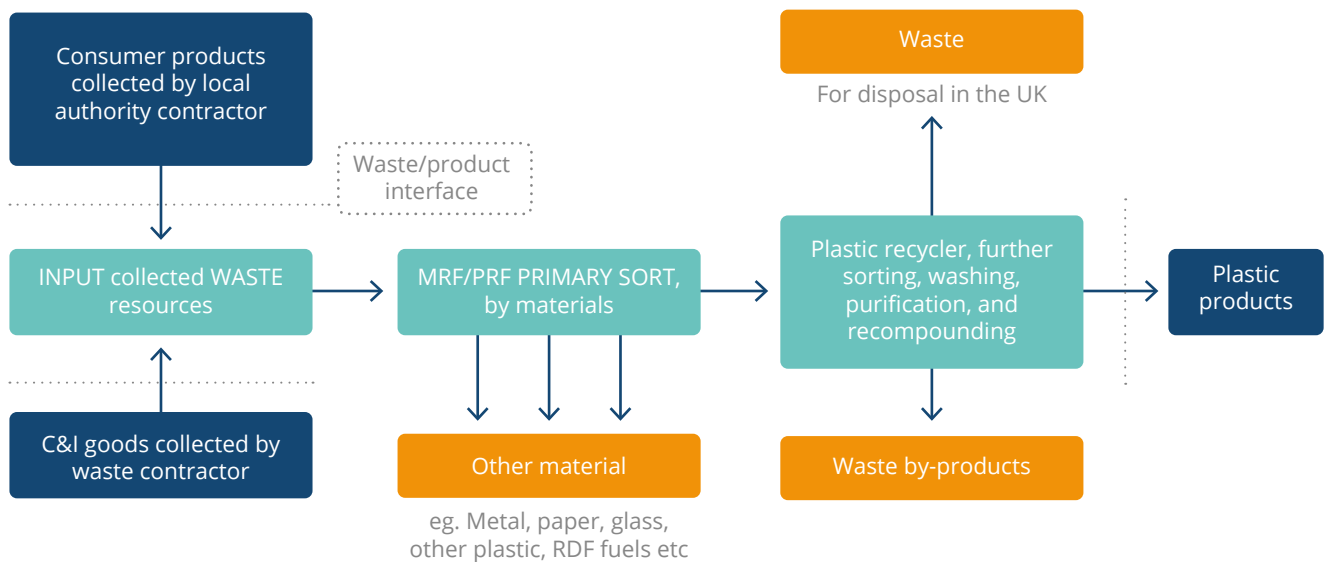 Consumer products
collected by local
authority contractor
Waste/product
interface
INPUT collected WASTE
resources
C&I goods collected by
waste contractor
MRF/PRF PRIMARY SORT,
by materials
Other material
eg. Metal, paper, glass,
other plastic, RDF fuels etc
Waste
For disposal in the UK
Plastic recycler, further
sorting, washing,
purification, and
recompounding
Waste by-products
Plastic
products